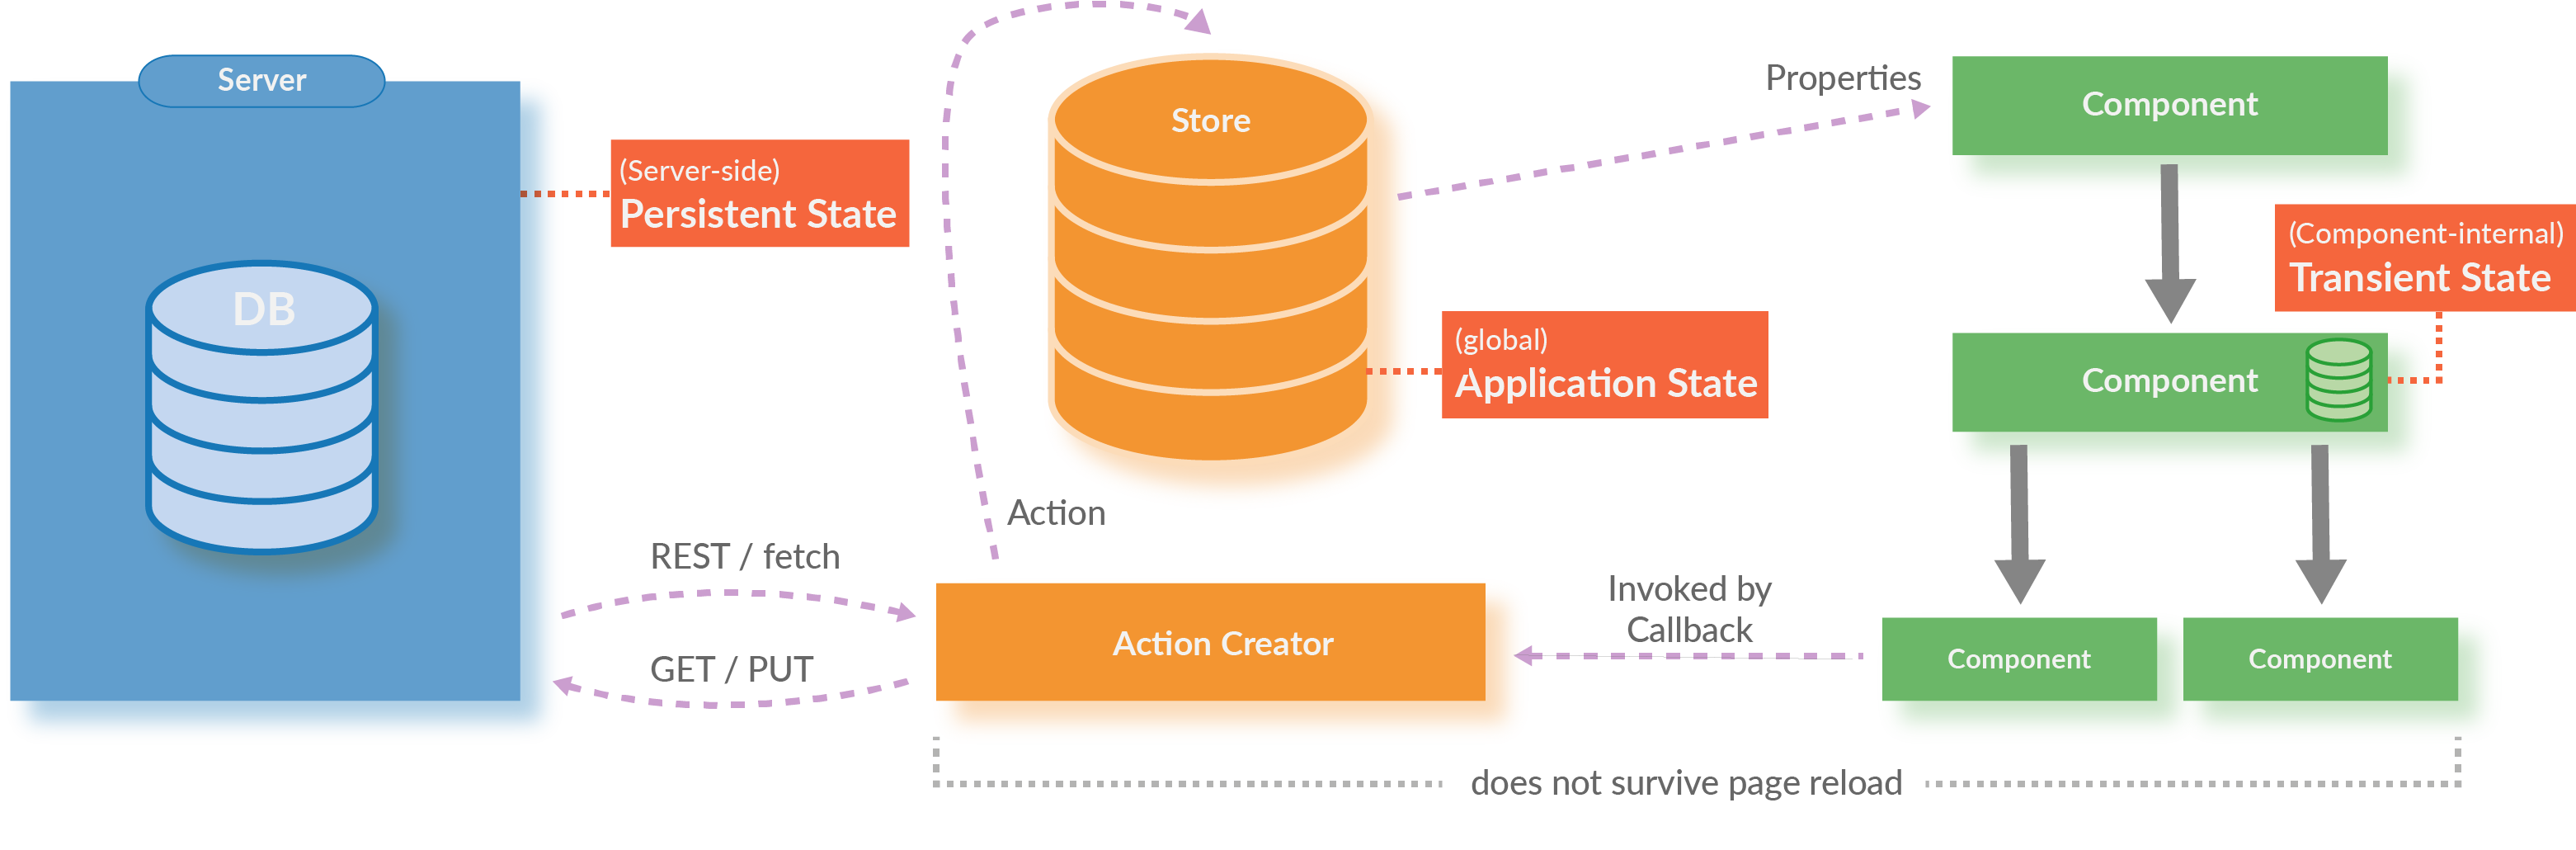 Server
DB
(Server-side)
Persistent State
Store
Action
(global)
Application State
Properties
Component
(Component-internal)
Transient State
Component
Component
Component
Invoked by
Callback
Action Creator
REST / fetch
GET / PUT
does not survive page reload